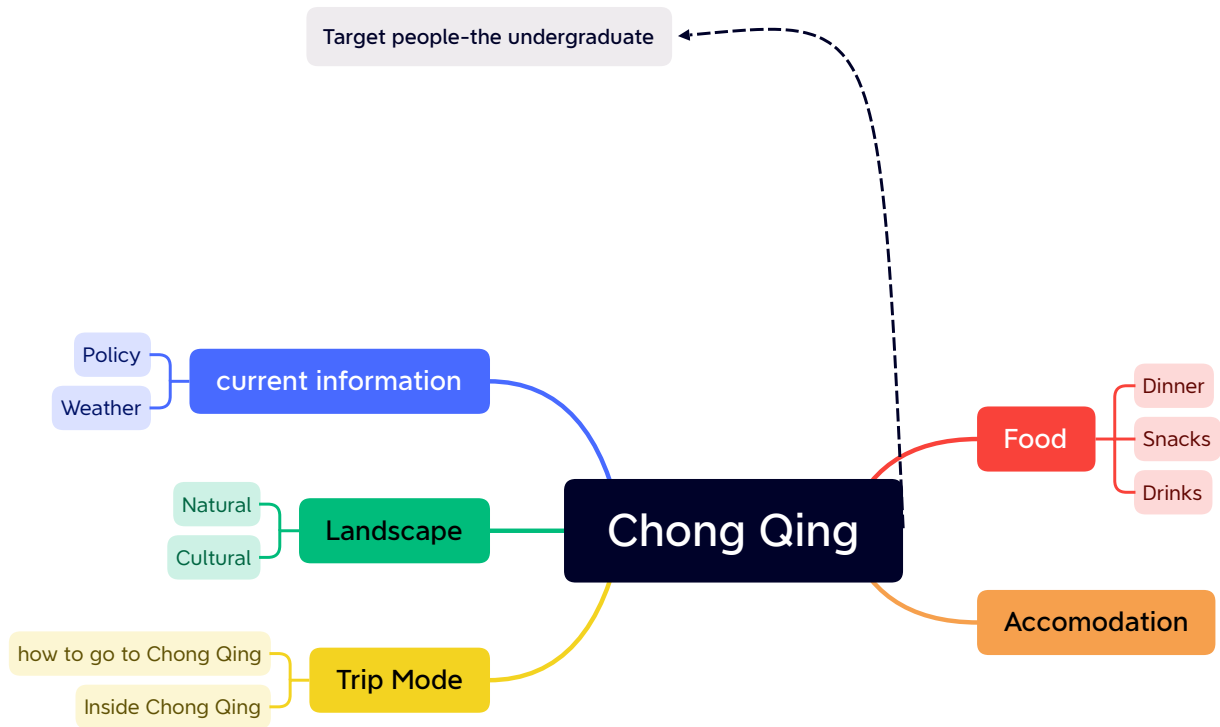 Target people-the undergraduate
Policy
Weather
current information
Natural
Cultural
Landscape
how to go to Chong Qing
Inside Chong Qing
Trip Mode
Chong Qing
Food
Dinner
Snacks
Drinks
Accomodation